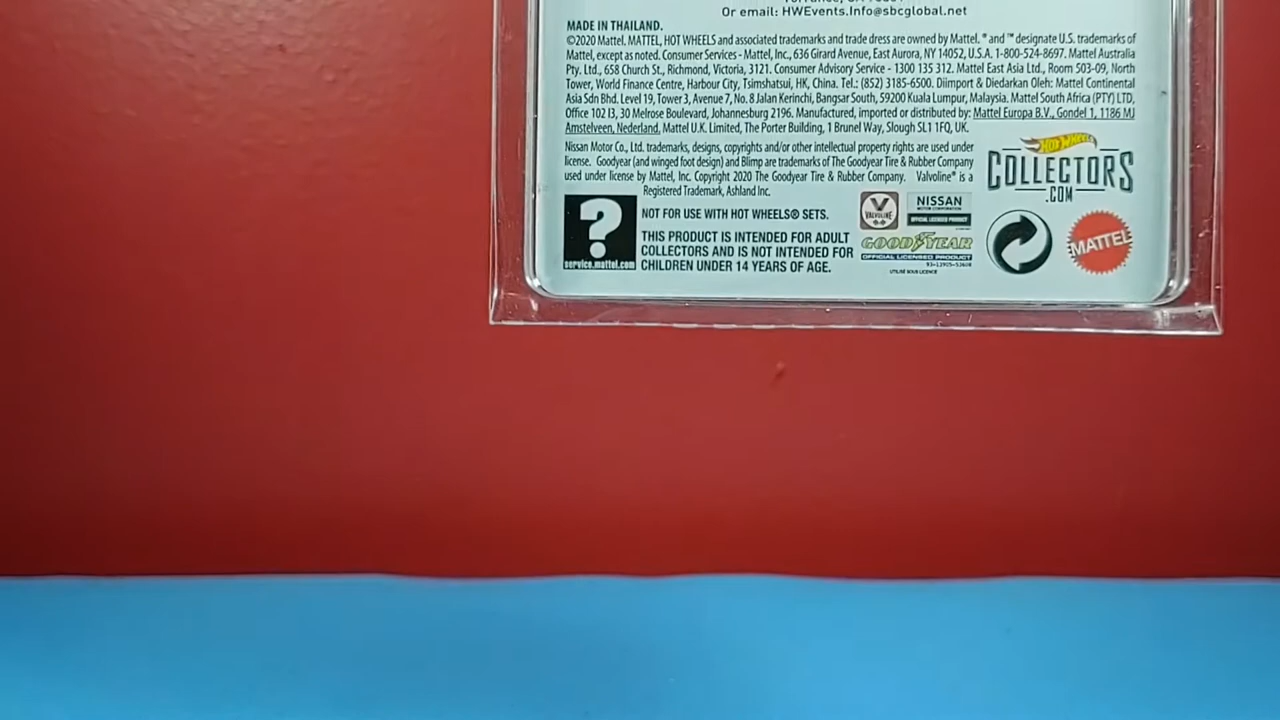 Or email: HWEvents.Info@sbcglobal.net
MADE IN THAILAND.
©2020 Mattel. MATTEL, HOT WHEELS and associated trademarks and trade dress are owned by Mattel. ® and ™ designate U.S. trademarks of
Mattel, except as noted. Consumer Services - Mattel, Inc., 636 Girard Avenue, East Aurora, NY 14052, U.S.A. 1-800-524-8697. Mattel Australia
Pty. Ltd., 658 Church St., Richmond, Victoria, 3121. Consumer Advisory Service - 1300 135 312. Mattel East Asia Ltd., Room 503-09, North
Tower, World Finance Centre, Harbour City, Tsimshatsui, HK, China. Tel.: (852) 3185-6500. Diimport & Diedarkan Oleh: Mattel Continental
Asia Sdn Bhd. Level 19, Tower 3, Avenue 7, No. 8 Jalan Kerinchi, Bangsar South, 59200 Kuala Lumpur, Malaysia. Mattel South Africa (PTY) LTD,
Office 102 I3, 30 Melrose Boulevard, Johannesburg 2196. Manufactured, imported or distributed by: Mattel Europa B.V., Gondel 1, 1186 MJ
Amstelveen, Nederland. Mattel U.K. Limited, The Porter Building, 1 Brunel Way, Slough SL1 1FQ, UK.
Nissan Motor Co., Ltd. trademarks, designs, copyrights and/or other intellectual property rights are used under
license. Goodyear (and winged foot design) and Blimp are trademarks of The Goodyear Tire & Rubber Company
used under license by Mattel, Inc. Copyright 2020 The Goodyear Tire & Rubber Company. Valvoline® is a
Registered Trademark, Ashland Inc.
HOT WHEELS
COLLECTORS
.COM
?
service.mattel.com
NOT FOR USE WITH HOT WHEELS® SETS.
THIS PRODUCT IS INTENDED FOR ADULT
COLLECTORS AND IS NOT INTENDED FOR
CHILDREN UNDER 14 YEARS OF AGE.
V
VALVOLINE
NISSAN
OFFICIAL LICENSED PRODUCT
GOODYEAR
OFFICIAL LICENSED PRODUCT
UTILISÉ SOUS LICENCE
MATTEL